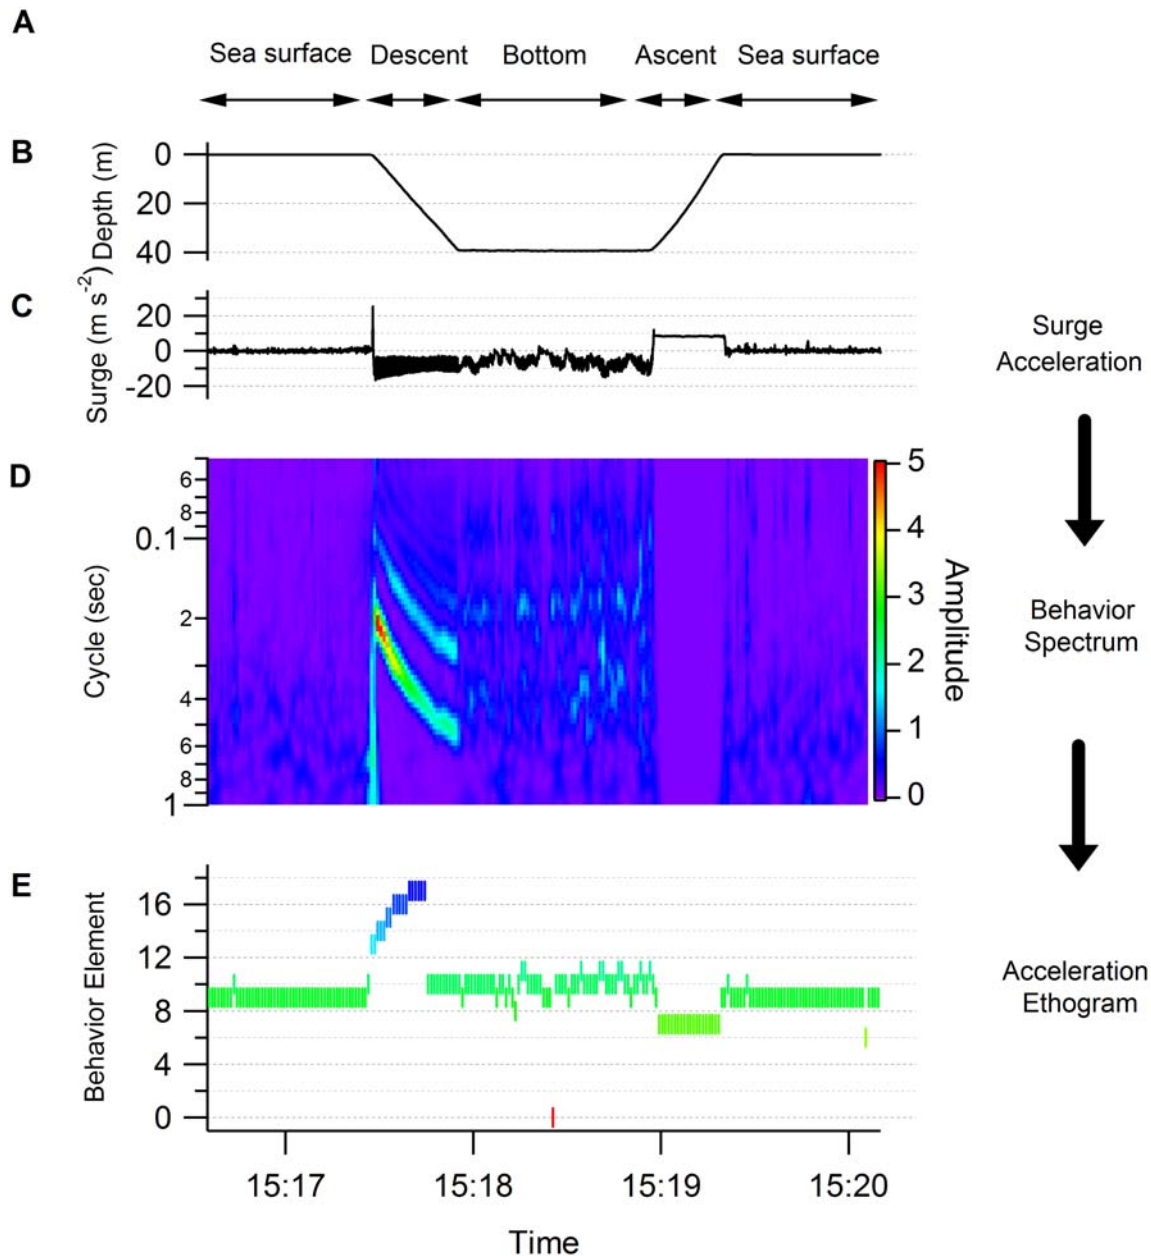 A
Sea surface Descent Bottom Ascent Sea surface
B
Depth (m)
0
20
40
C
Surge (m s-2)
20
0
-20
Surge
Acceleration
D
Cycle (sec)
6
8
0.1
2
4
6
8
1
5
4
3
2
1
0
Amplitude
Behavior
Spectrum
E
Behavior Element
16
12
8
4
0
Acceleration
Ethogram
15:17 15:18 15:19 15:20
Time